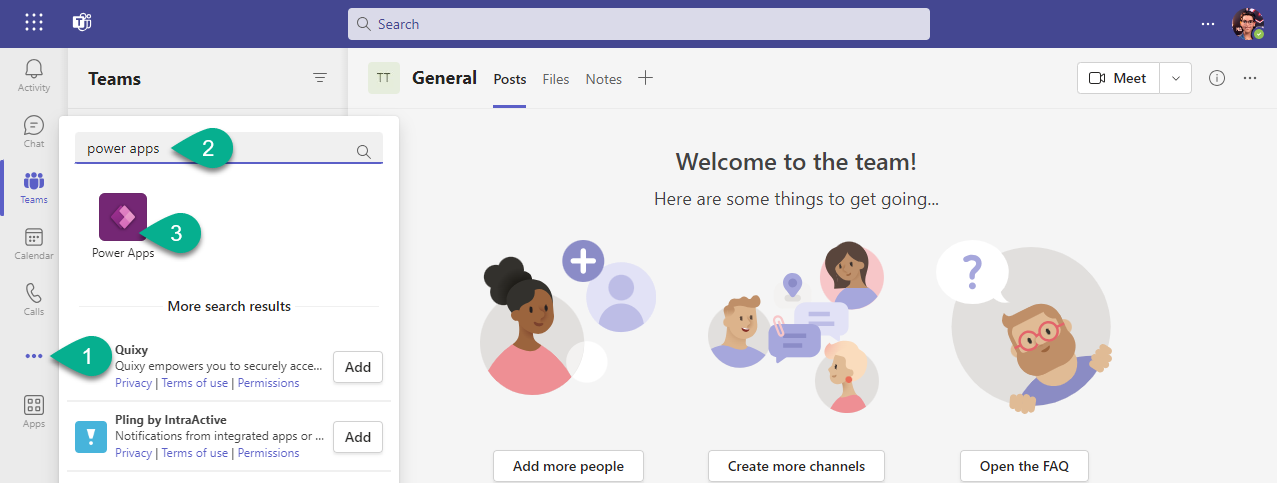 Search
Activity
Chat
Teams
Calendar
Calls
Apps
Teams
power apps
2
3
Power Apps
More search results
1
Quixy
Quixy empowers you to securely acce...
Privacy | Terms of use | Permissions
Add
Pling by IntraActive
Notifications from integrated apps or ...
Privacy | Terms of use | Permissions
Add
TT
General
Posts
Files
Notes
Meet
Welcome to the team!
Here are some things to get going...
?
Add more people
Create more channels
Open the FAQ